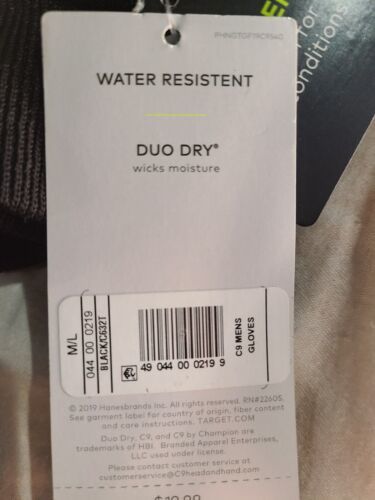 WATER RESISTENT
DUO DRY®
wicks moisture
for
conditions
M/L
044 00 0219
BLACK/C632T
49 044 00 0219 9
C9 MENS
GLOVES
© 2019 Hanesbrands Inc. All rights reserved. RN#22605.
See garment label for country of origin, fiber content
and care instructions. TARGET.COM
Duo Dry, C9, and C9 by Champion are
trademarks of HBI. Branded Apparel Enterprises,
LLC used under license.
Please contact customer service at
customerservice@C9headandhand.com